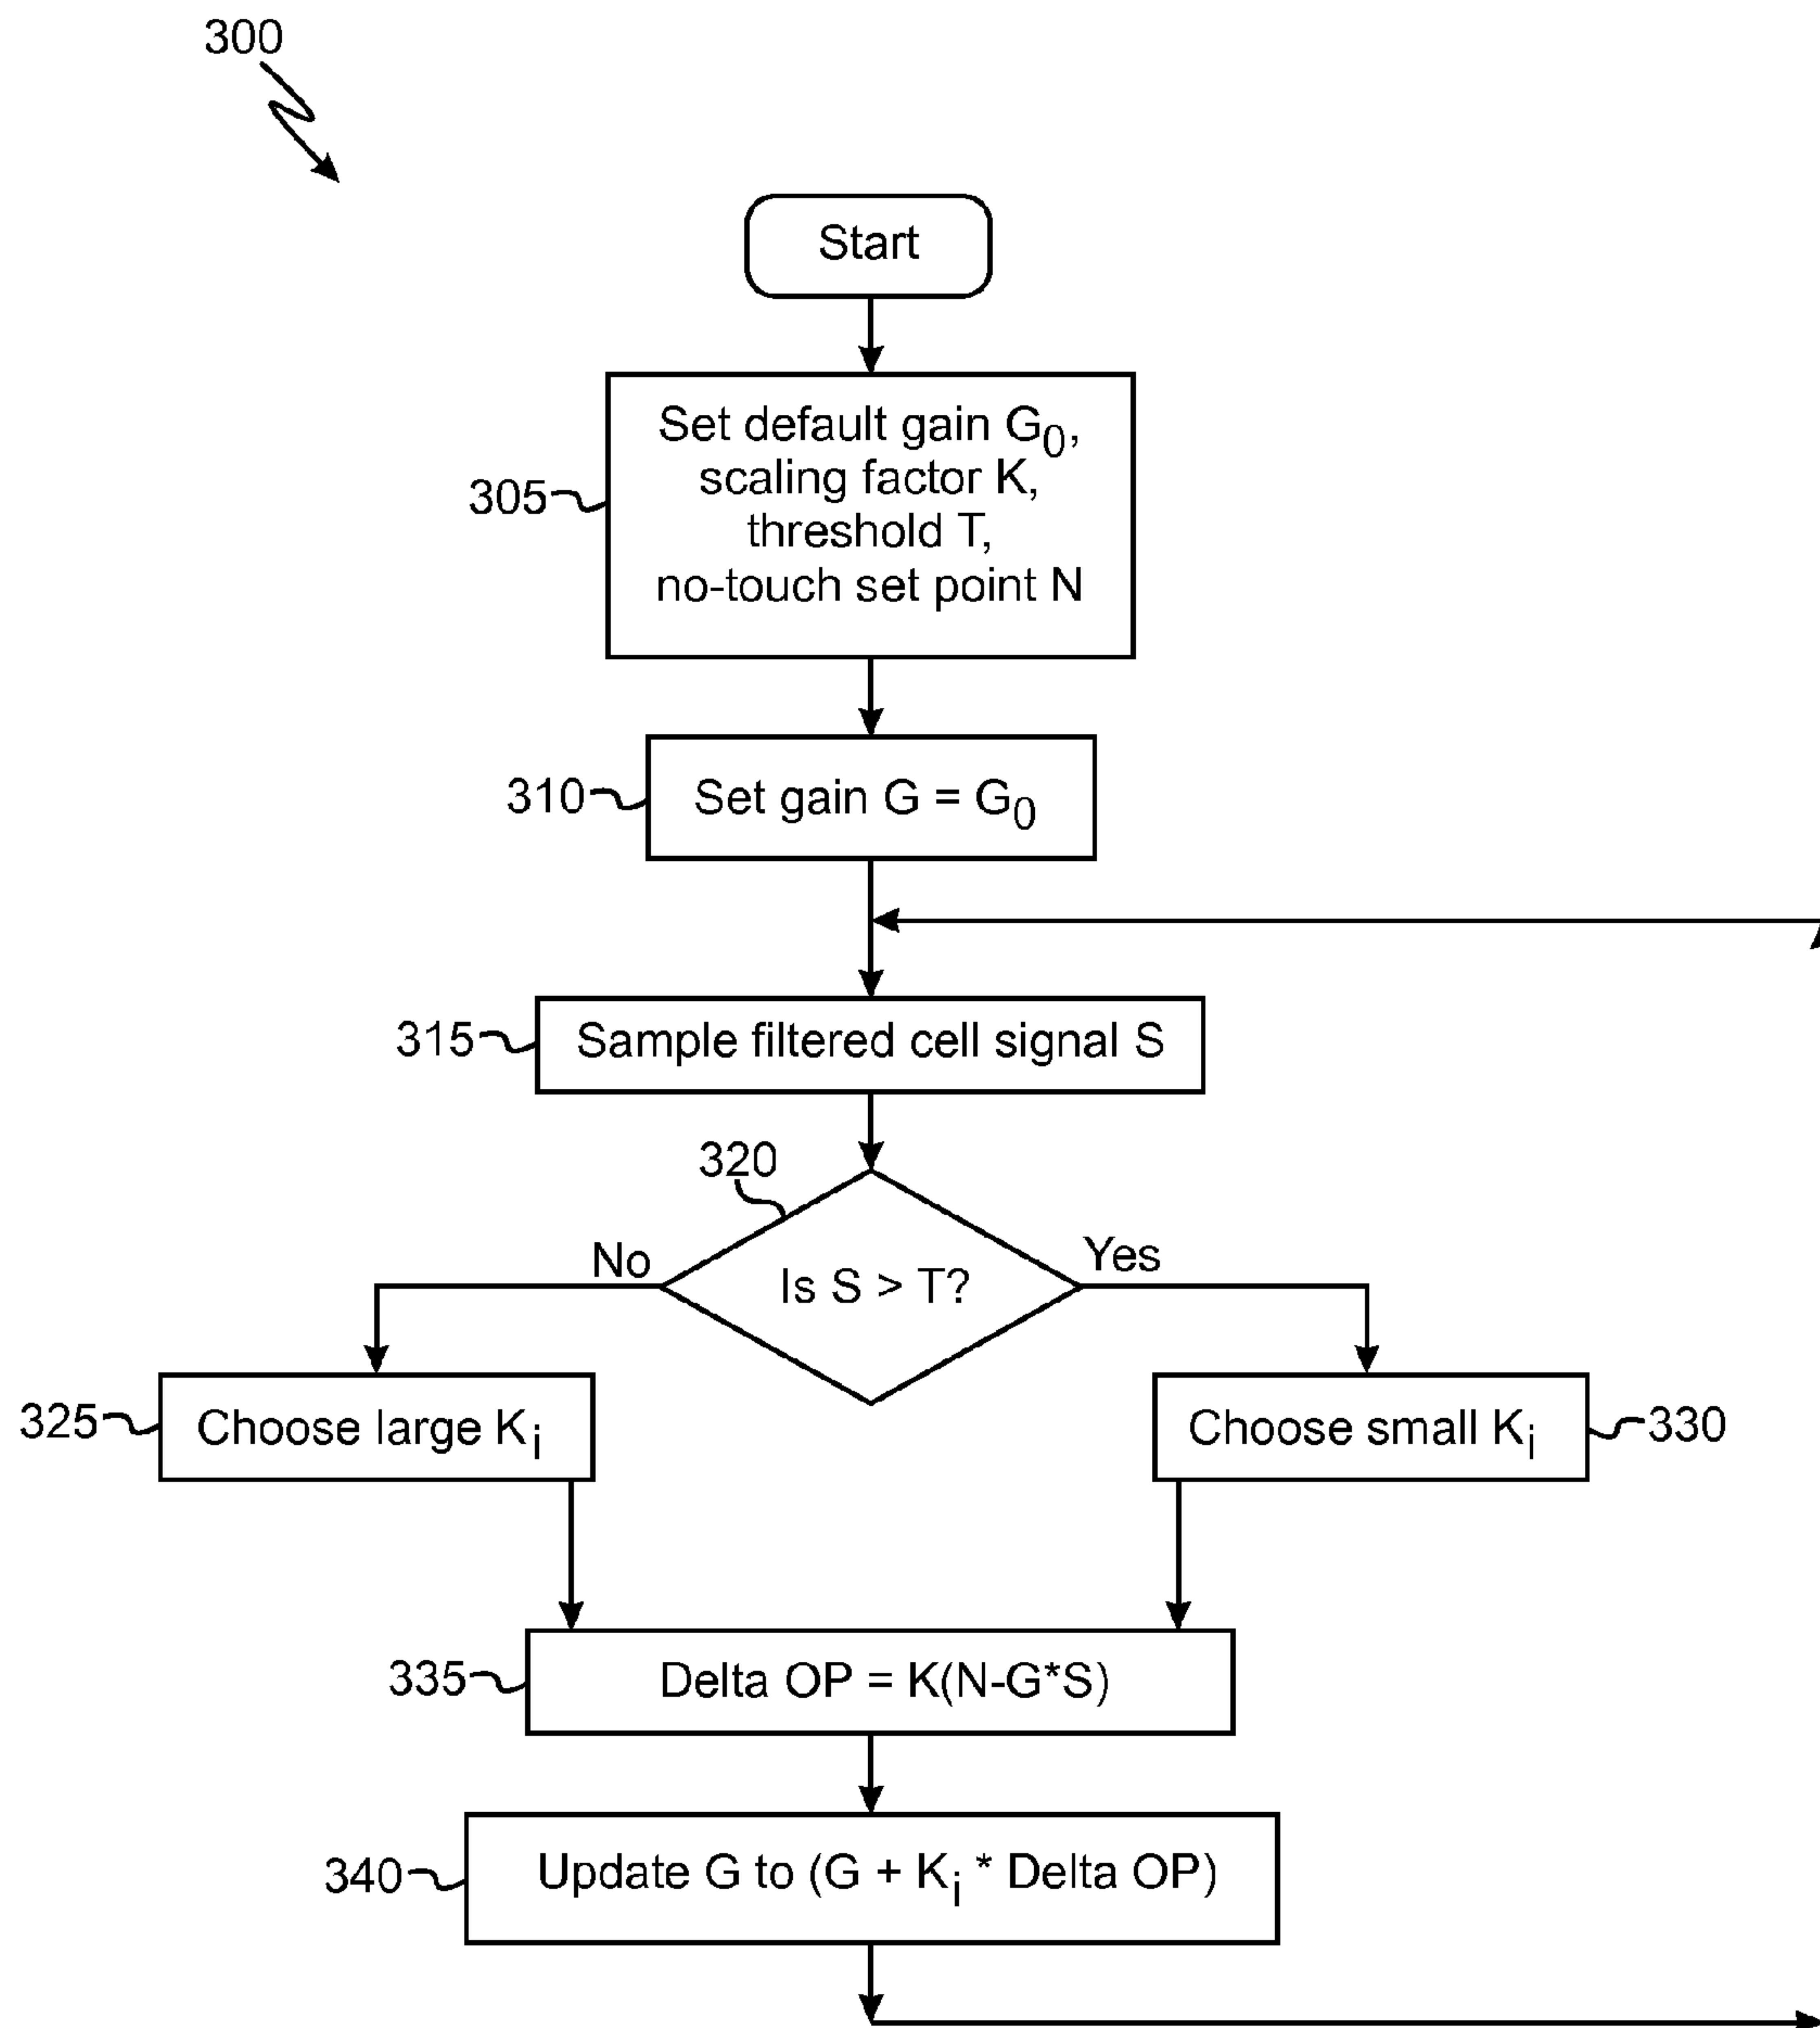 300
Start
305
Set default gain G₀,
scaling factor K,
threshold T,
no-touch set point N
310
Set gain G = G₀
315
Sample filtered cell signal S
320
No
Is S > T?
Yes
325
Choose large Kᵢ
Choose small Kᵢ
330
335
Delta OP = K(N-G*S)
340
Update G to (G + Kᵢ * Delta OP)